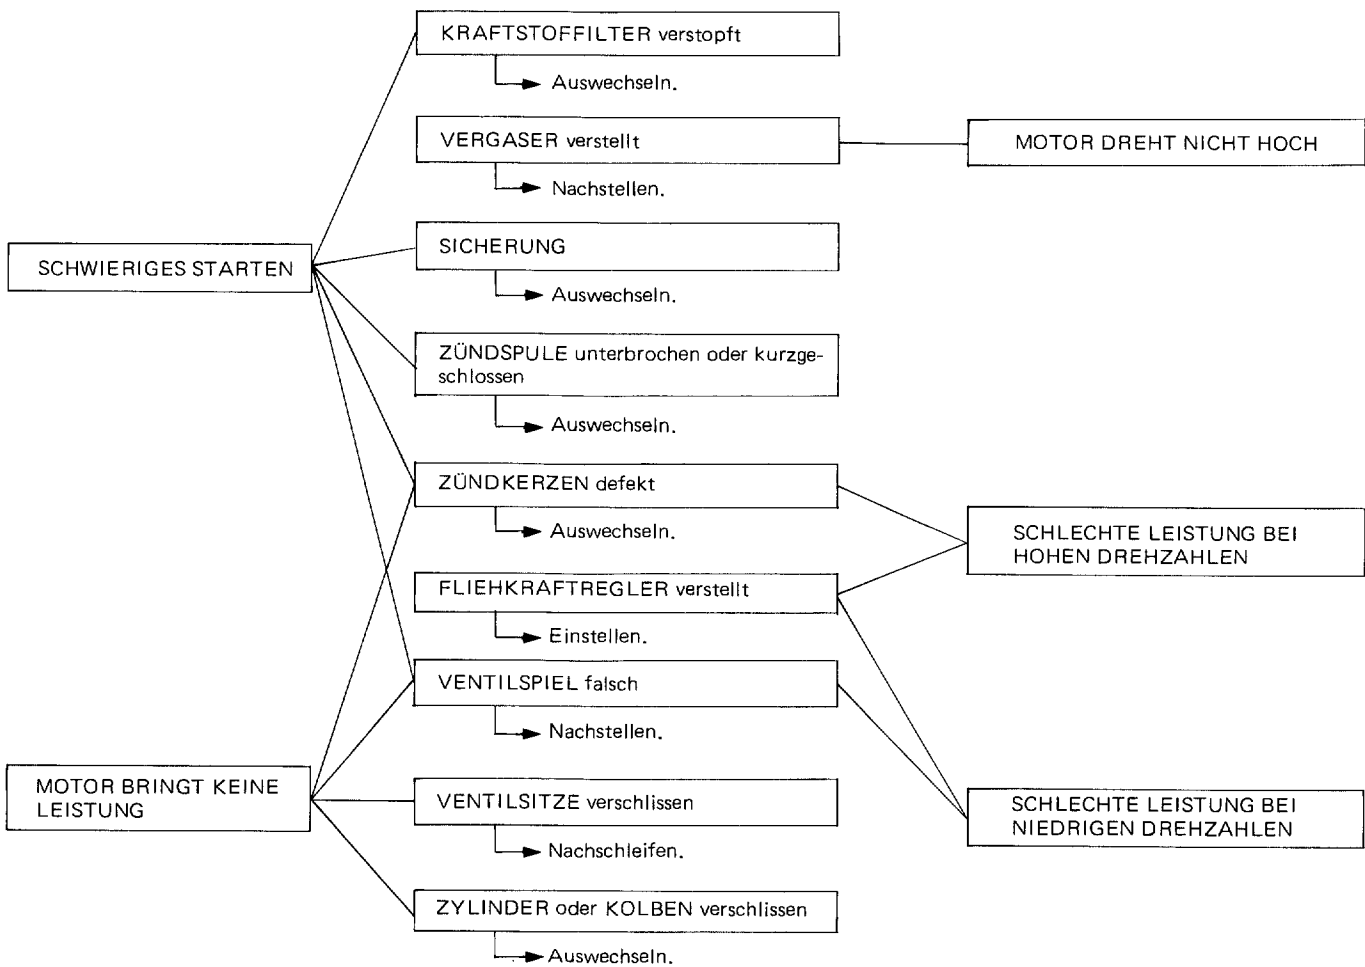 KRAFTSTOFFILTER verstopft
Auswechseln.
VERGASER verstellt
MOTOR DREHT NICHT HOCH
Nachstellen.
SICHERUNG
SCHWIERIGES STARTEN
Auswechseln.
ZÜNDSPULE unterbrochen oder kurzge-
schlossen
Auswechseln.
ZÜNDKERZEN defekt
Auswechseln.
SCHLECHTE LEISTUNG BEI
HOHEN DREHZAHLEN
FLIEHKRAFTREGLER verstellt
Einstellen.
VENTILSPIEL falsch
Nachstellen.
MOTOR BRINGT KEINE
LEISTUNG
VENTILSITZE verschlissen
SCHLECHTE LEISTUNG BEI
NIEDRIGEN DREHZAHLEN
Nachschleifen.
ZYLINDER oder KOLBEN verschlissen
Auswechseln.